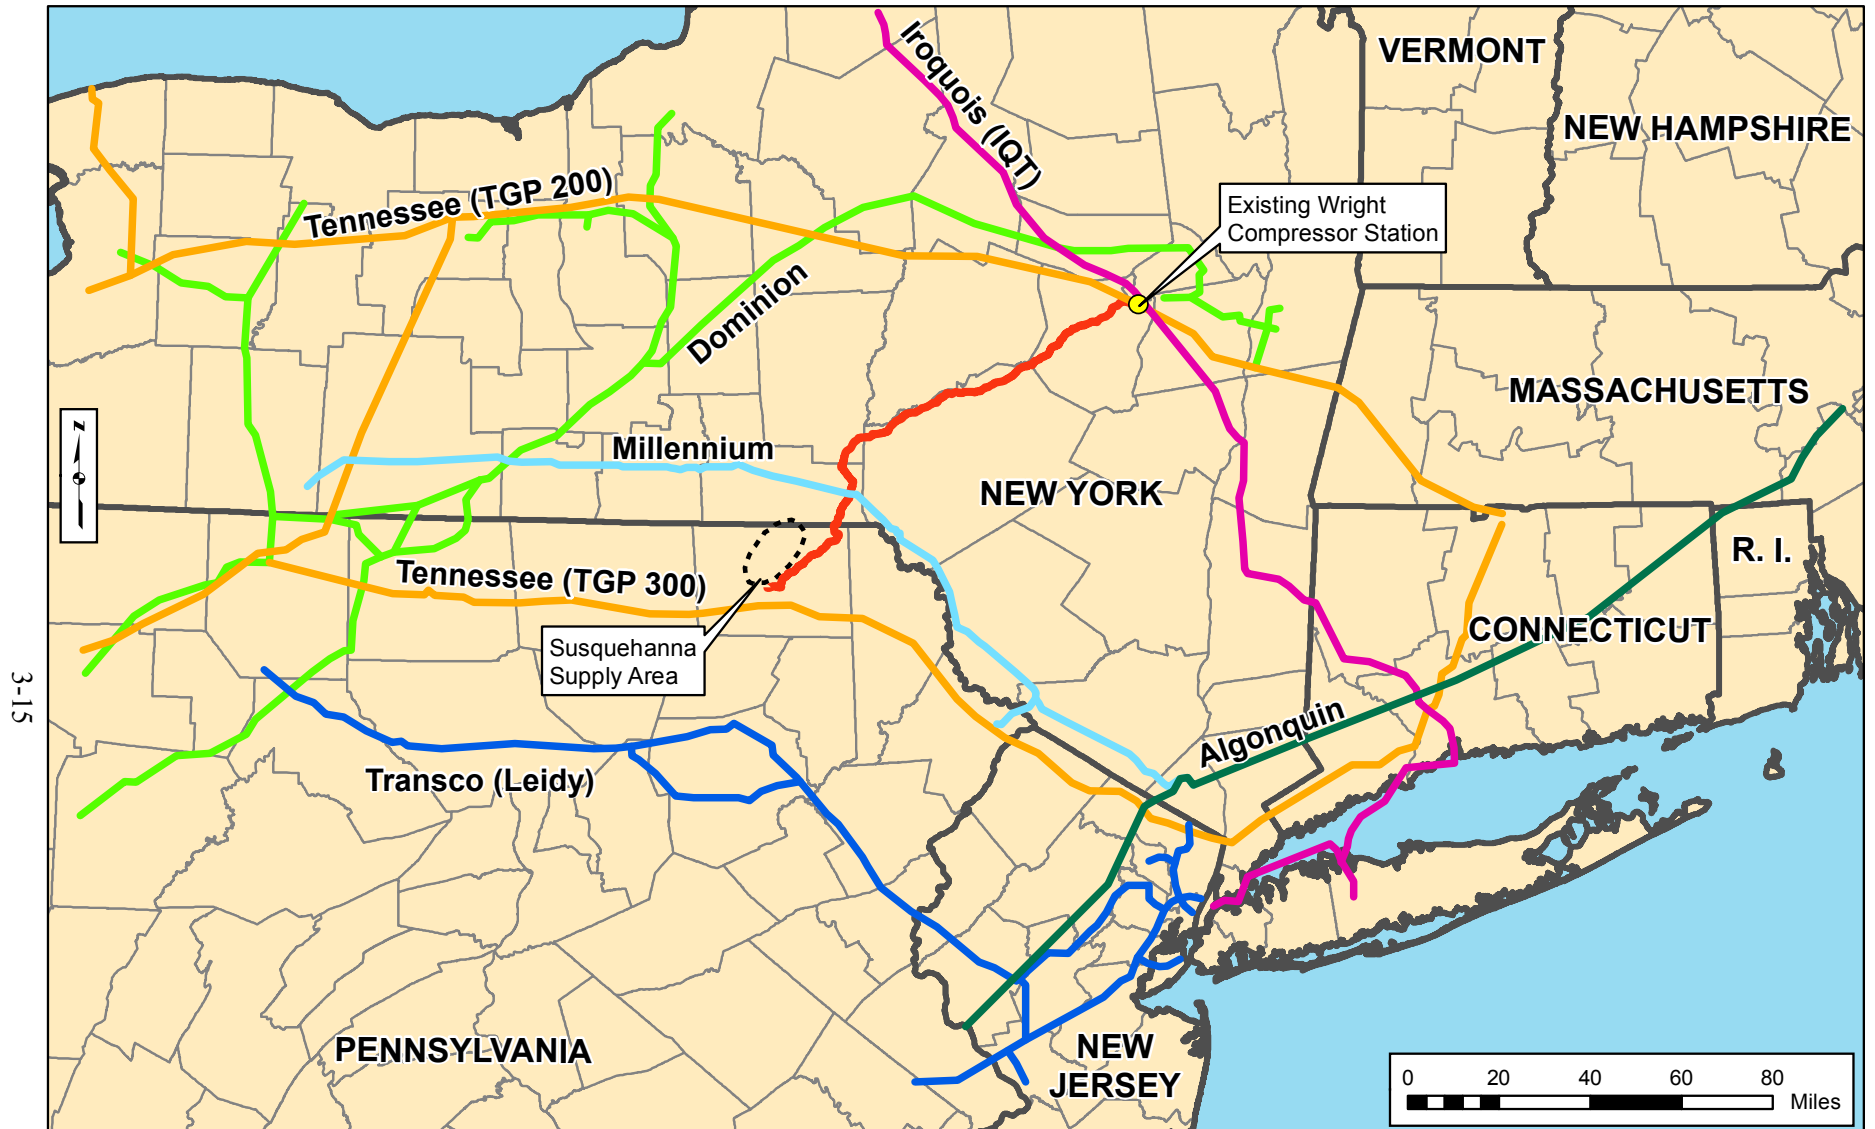 VERMONT
NEW HAMPSHIRE
Iroquois (IQT)
Tennessee (TGP 200)
Existing Wright
Compressor Station
Dominion
MASSACHUSETTS
Millennium
N
NEW YORK
R. I.
Tennessee (TGP 300)
CONNECTICUT
Susquehanna
Supply Area
3-15
Algonquin
Transco (Leidy)
PENNSYLVANIA
NEW
JERSEY
0 20 40 60 80
Miles